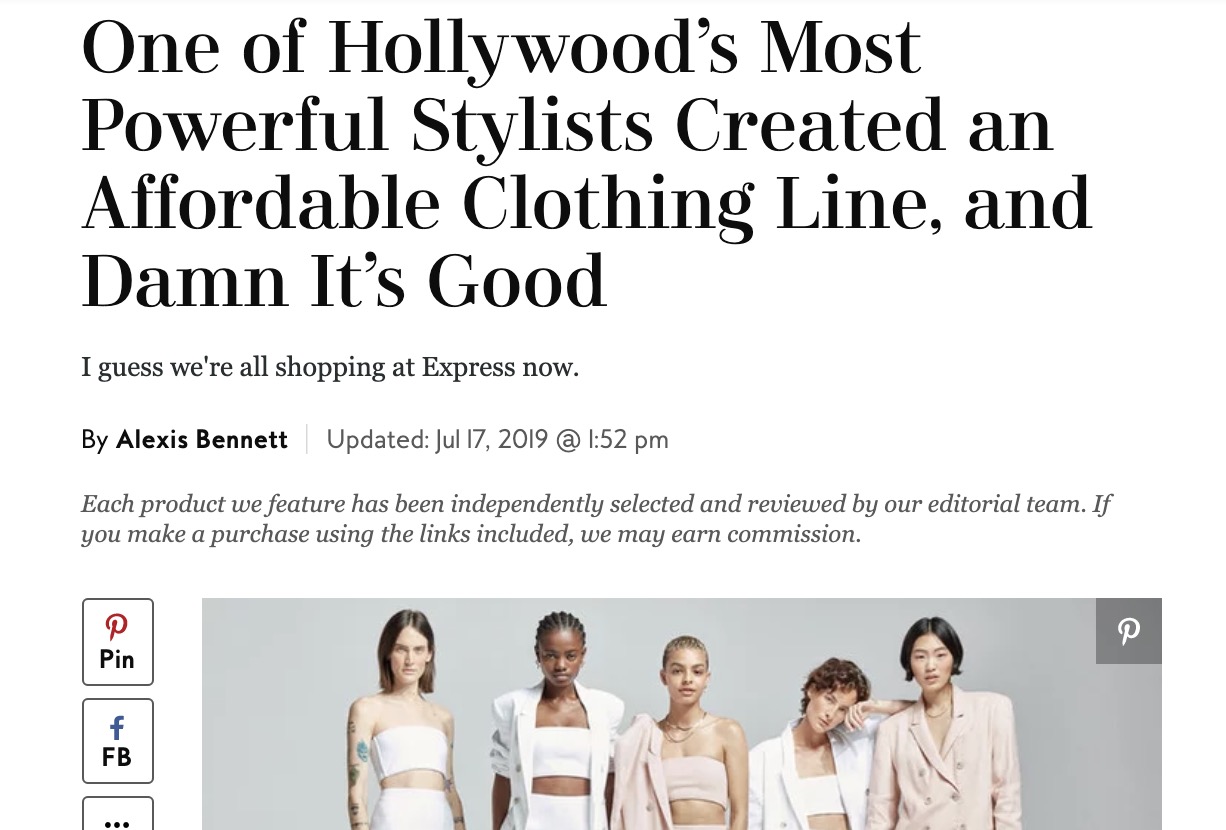 One of Hollywood’s Most
Powerful Stylists Created an
Affordable Clothing Line, and
Damn It’s Good
I guess we're all shopping at Express now.
By Alexis Bennett Updated: Jul 17, 2019 @ 1:52 pm
Each product we feature has been independently selected and reviewed by our editorial team. If
you make a purchase using the links included, we may earn commission.
Pin
FB
...